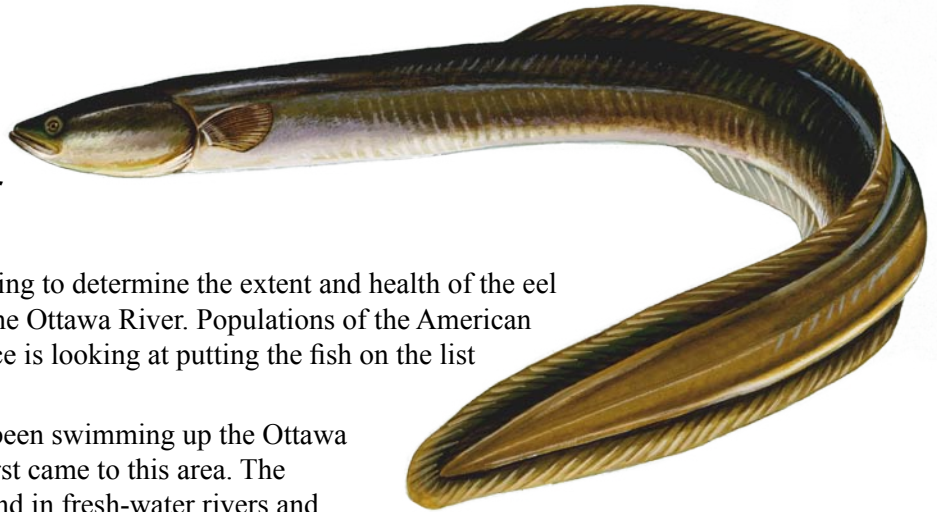 ing to determine the extent and health of the eel
he Ottawa River. Populations of the American
ce is looking at putting the fish on the list
been swimming up the Ottawa
rst came to this area. The
nd in fresh-water rivers and